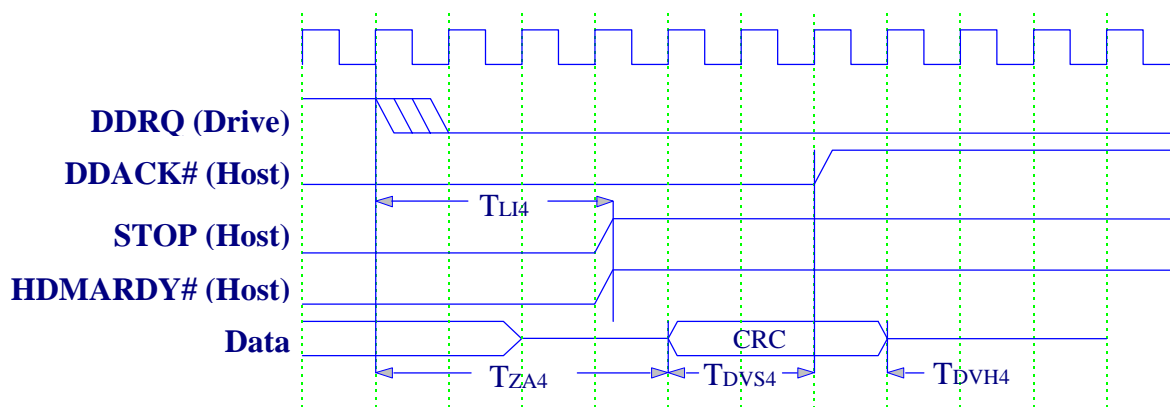 DDRQ (Drive)
DDACK# (Host)
TLI4
STOP (Host)
HDMARDY# (Host)
Data
CRC
TZA4
TDVS4
TDVH4